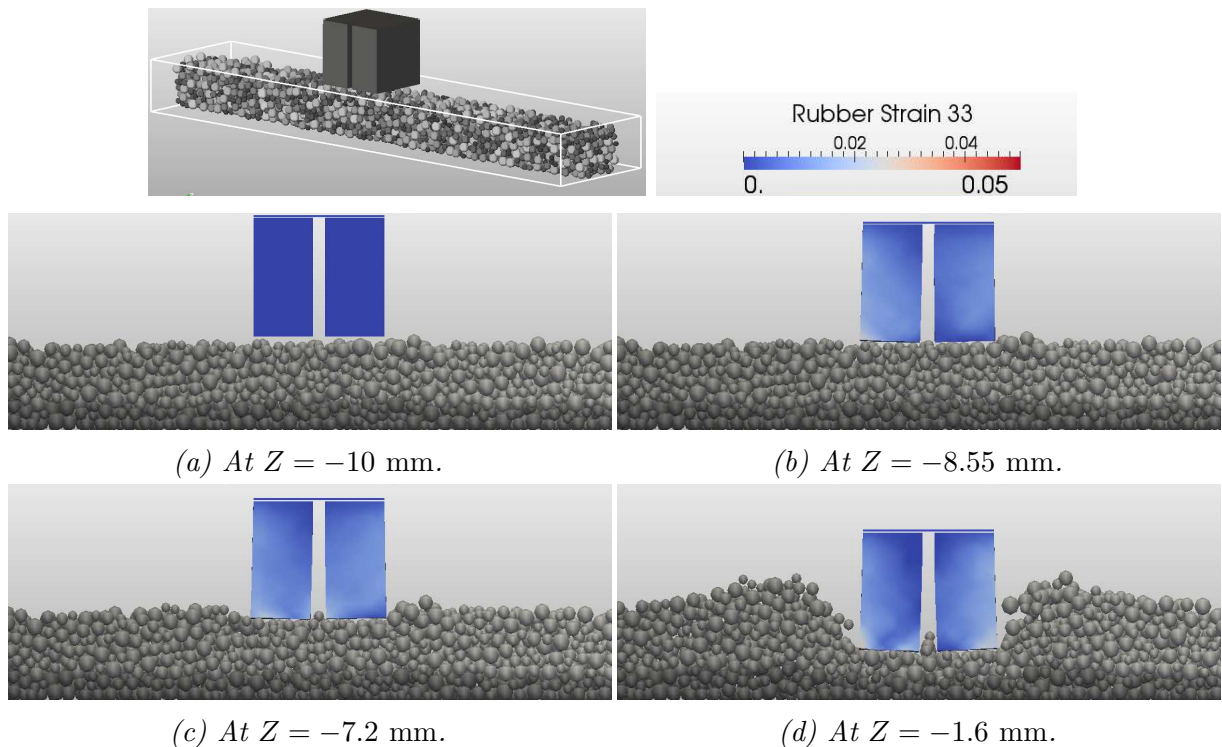 Rubber Strain 33
0.02 0.04
0. 0.05
(a) At Z = −10 mm. (b) At Z = −8.55 mm.
(c) At Z = −7.2 mm. (d) At Z = −1.6 mm.